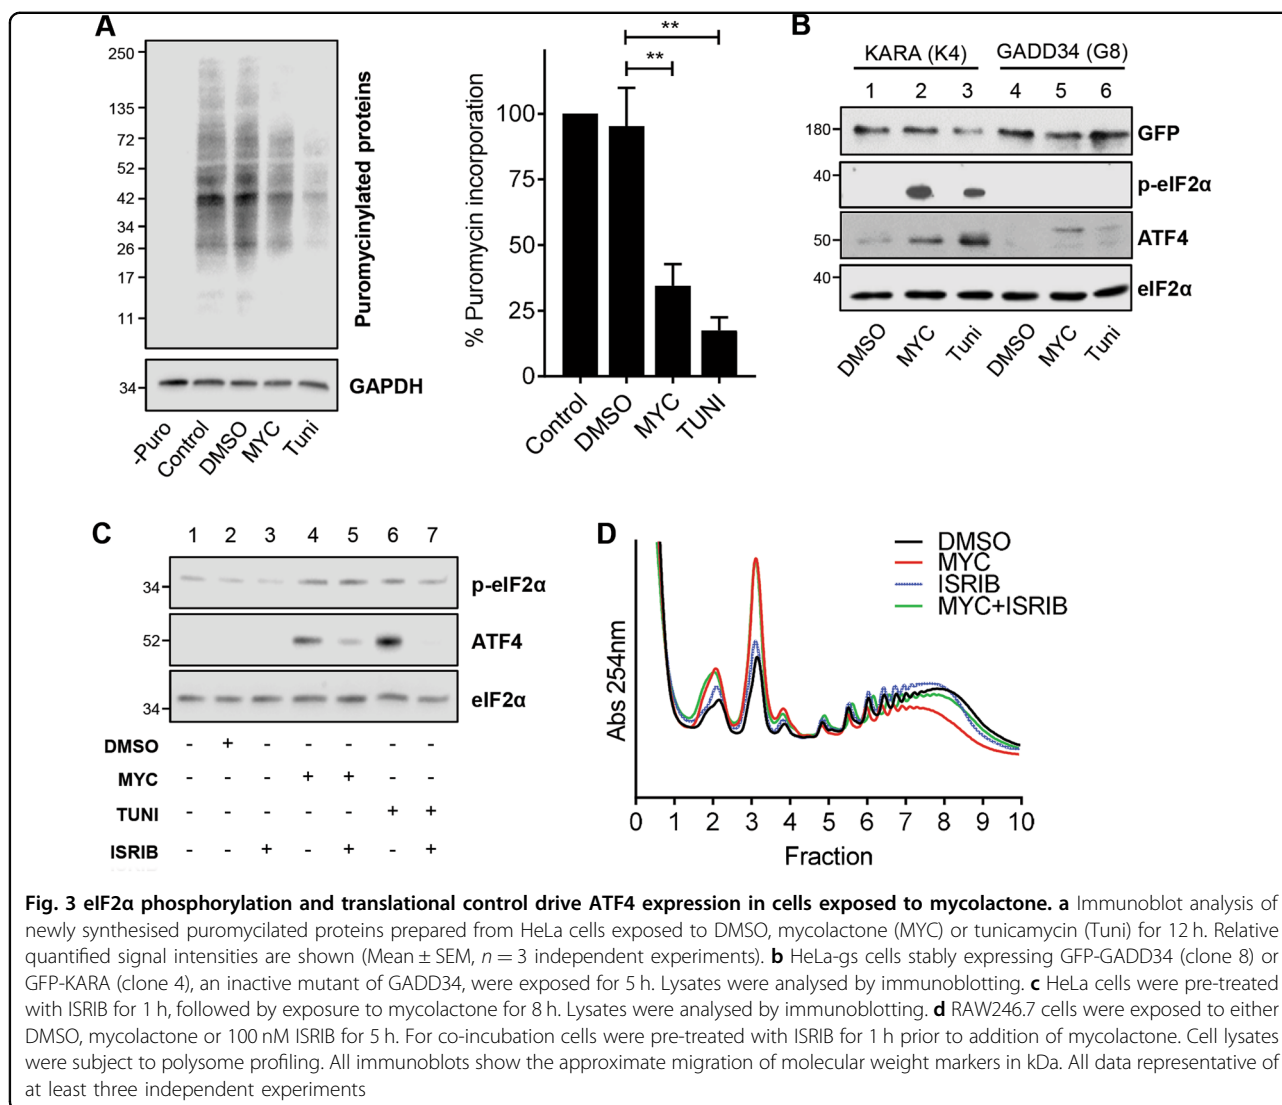 A
250
135
72
52
42
34
26
17
11
Puromycinylated proteins
34
GAPDH
-Puro
Control
DMSO
MYC
Tuni
% Puromycin incorporation
100
75
50
25
0
**
**
Control
DMSO
MYC
TUNI
B
KARA (K4) GADD34 (G8)
1 2 3 4 5 6
180 GFP
40 p-eIF2α
50 ATF4
40 eIF2α
DMSO
MYC
Tuni
DMSO
MYC
Tuni
C
1 2 3 4 5 6 7
34 p-eIF2α
52 ATF4
34 eIF2α
DMSO - + - - - - -
MYC - - - + + - -
TUNI - - - - - + +
ISRIB - - + - + - +
D
DMSO
MYC
ISRIB
MYC+ISRIB
Abs 254nm
0 1 2 3 4 5 6 7 8 9 10
Fraction
Fig. 3 eIF2α phosphorylation and translational control drive ATF4 expression in cells exposed to mycolactone. a Immunoblot analysis of
newly synthesised puromycilated proteins prepared from HeLa cells exposed to DMSO, mycolactone (MYC) or tunicamycin (Tuni) for 12 h. Relative
quantified signal intensities are shown (Mean ± SEM, n = 3 independent experiments). b HeLa-gs cells stably expressing GFP-GADD34 (clone 8) or
GFP-KARA (clone 4), an inactive mutant of GADD34, were exposed for 5 h. Lysates were analysed by immunoblotting. c HeLa cells were pre-treated
with ISRIB for 1 h, followed by exposure to mycolactone for 8 h. Lysates were analysed by immunoblotting. d RAW246.7 cells were exposed to either
DMSO, mycolactone or 100 nM ISRIB for 5 h. For co-incubation cells were pre-treated with ISRIB for 1 h prior to addition of mycolactone. Cell lysates
were subject to polysome profiling. All immunoblots show the approximate migration of molecular weight markers in kDa. All data representative of
at least three independent experiments